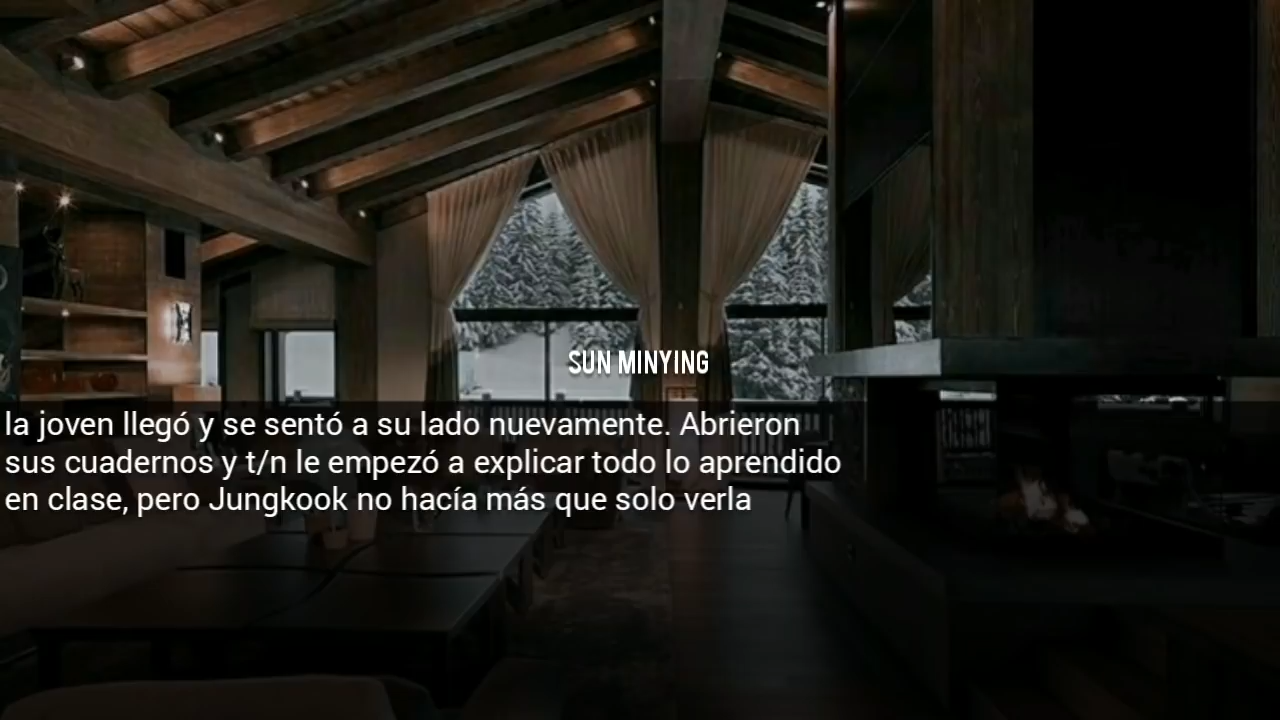 SUN MINYING
la joven llegó y se sentó a su lado nuevamente. Abrieron
sus cuadernos y t/n le empezó a explicar todo lo aprendido
en clase, pero Jungkook no hacía más que solo verla